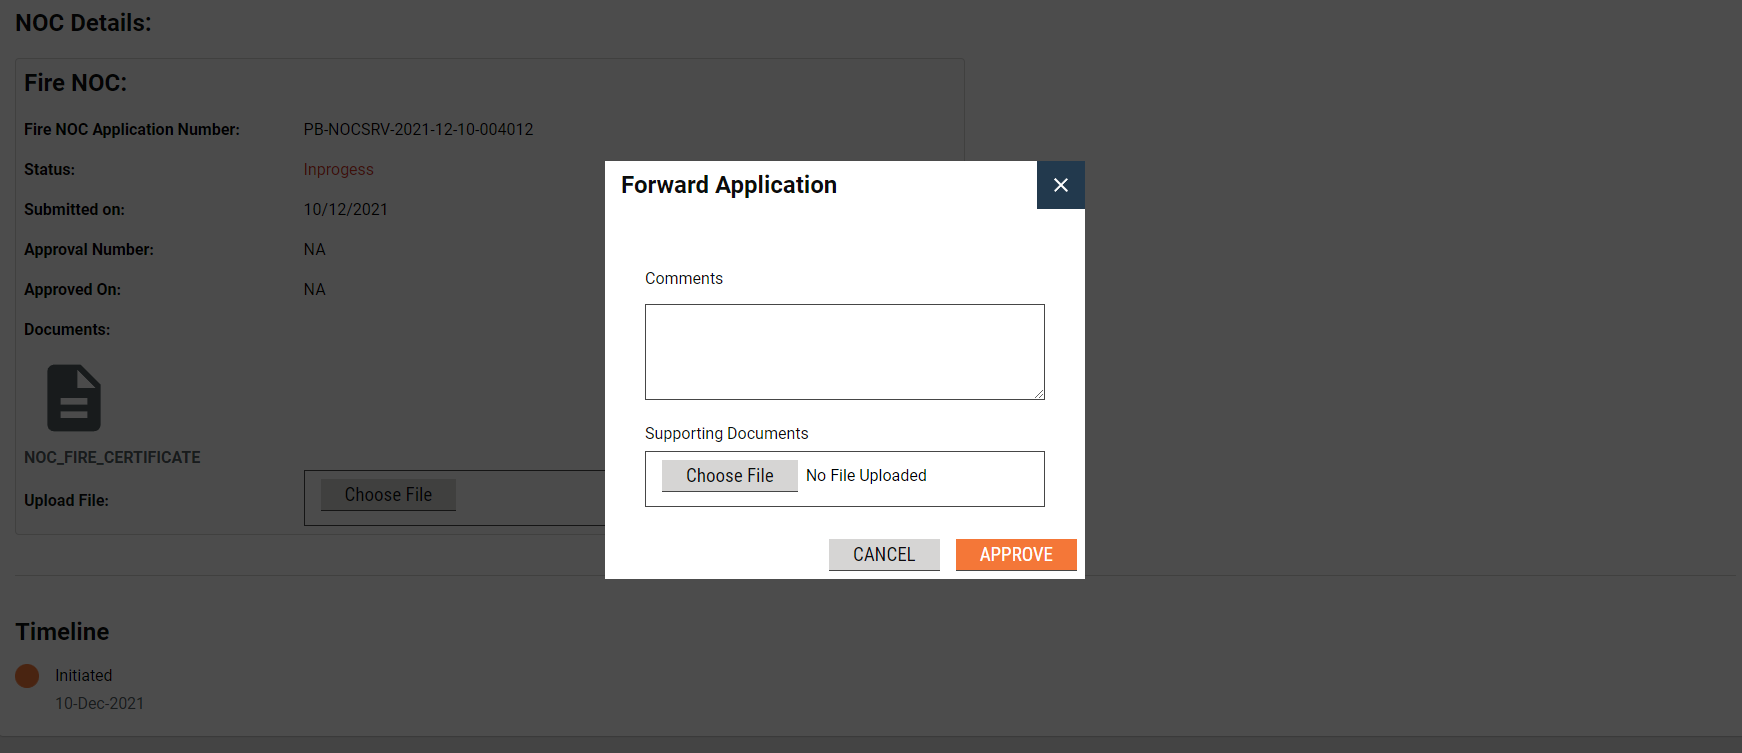 NOC Details:
Fire NOC:
Fire NOC Application Number: PB-NOCSRV-2021-12-10-004012
Status: Inprogess
Submitted on: 10/12/2021
Approval Number: NA
Approved On: NA
Documents:
NOC_FIRE_CERTIFICATE
Upload File: Choose File
Forward Application
Comments
Supporting Documents
Choose File No File Uploaded
CANCEL APPROVE
Timeline
Initiated
10-Dec-2021